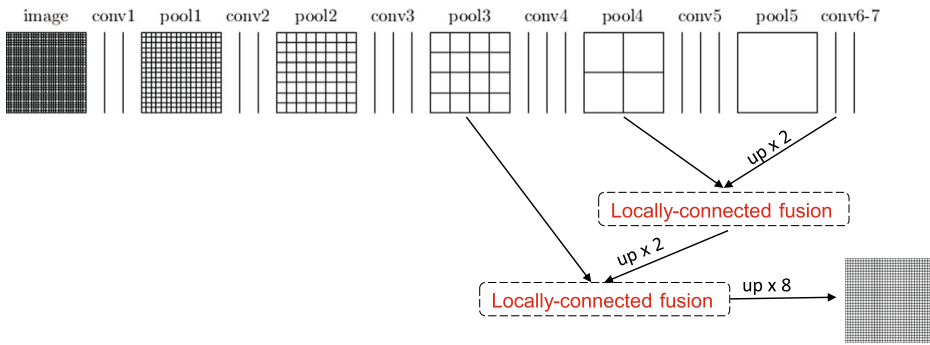 image conv1 pool1 conv2 pool2 conv3 pool3 conv4 pool4 conv5 pool5 conv6-7
up x 2
Locally-connected fusion
up x 2
Locally-connected fusion
up x 8